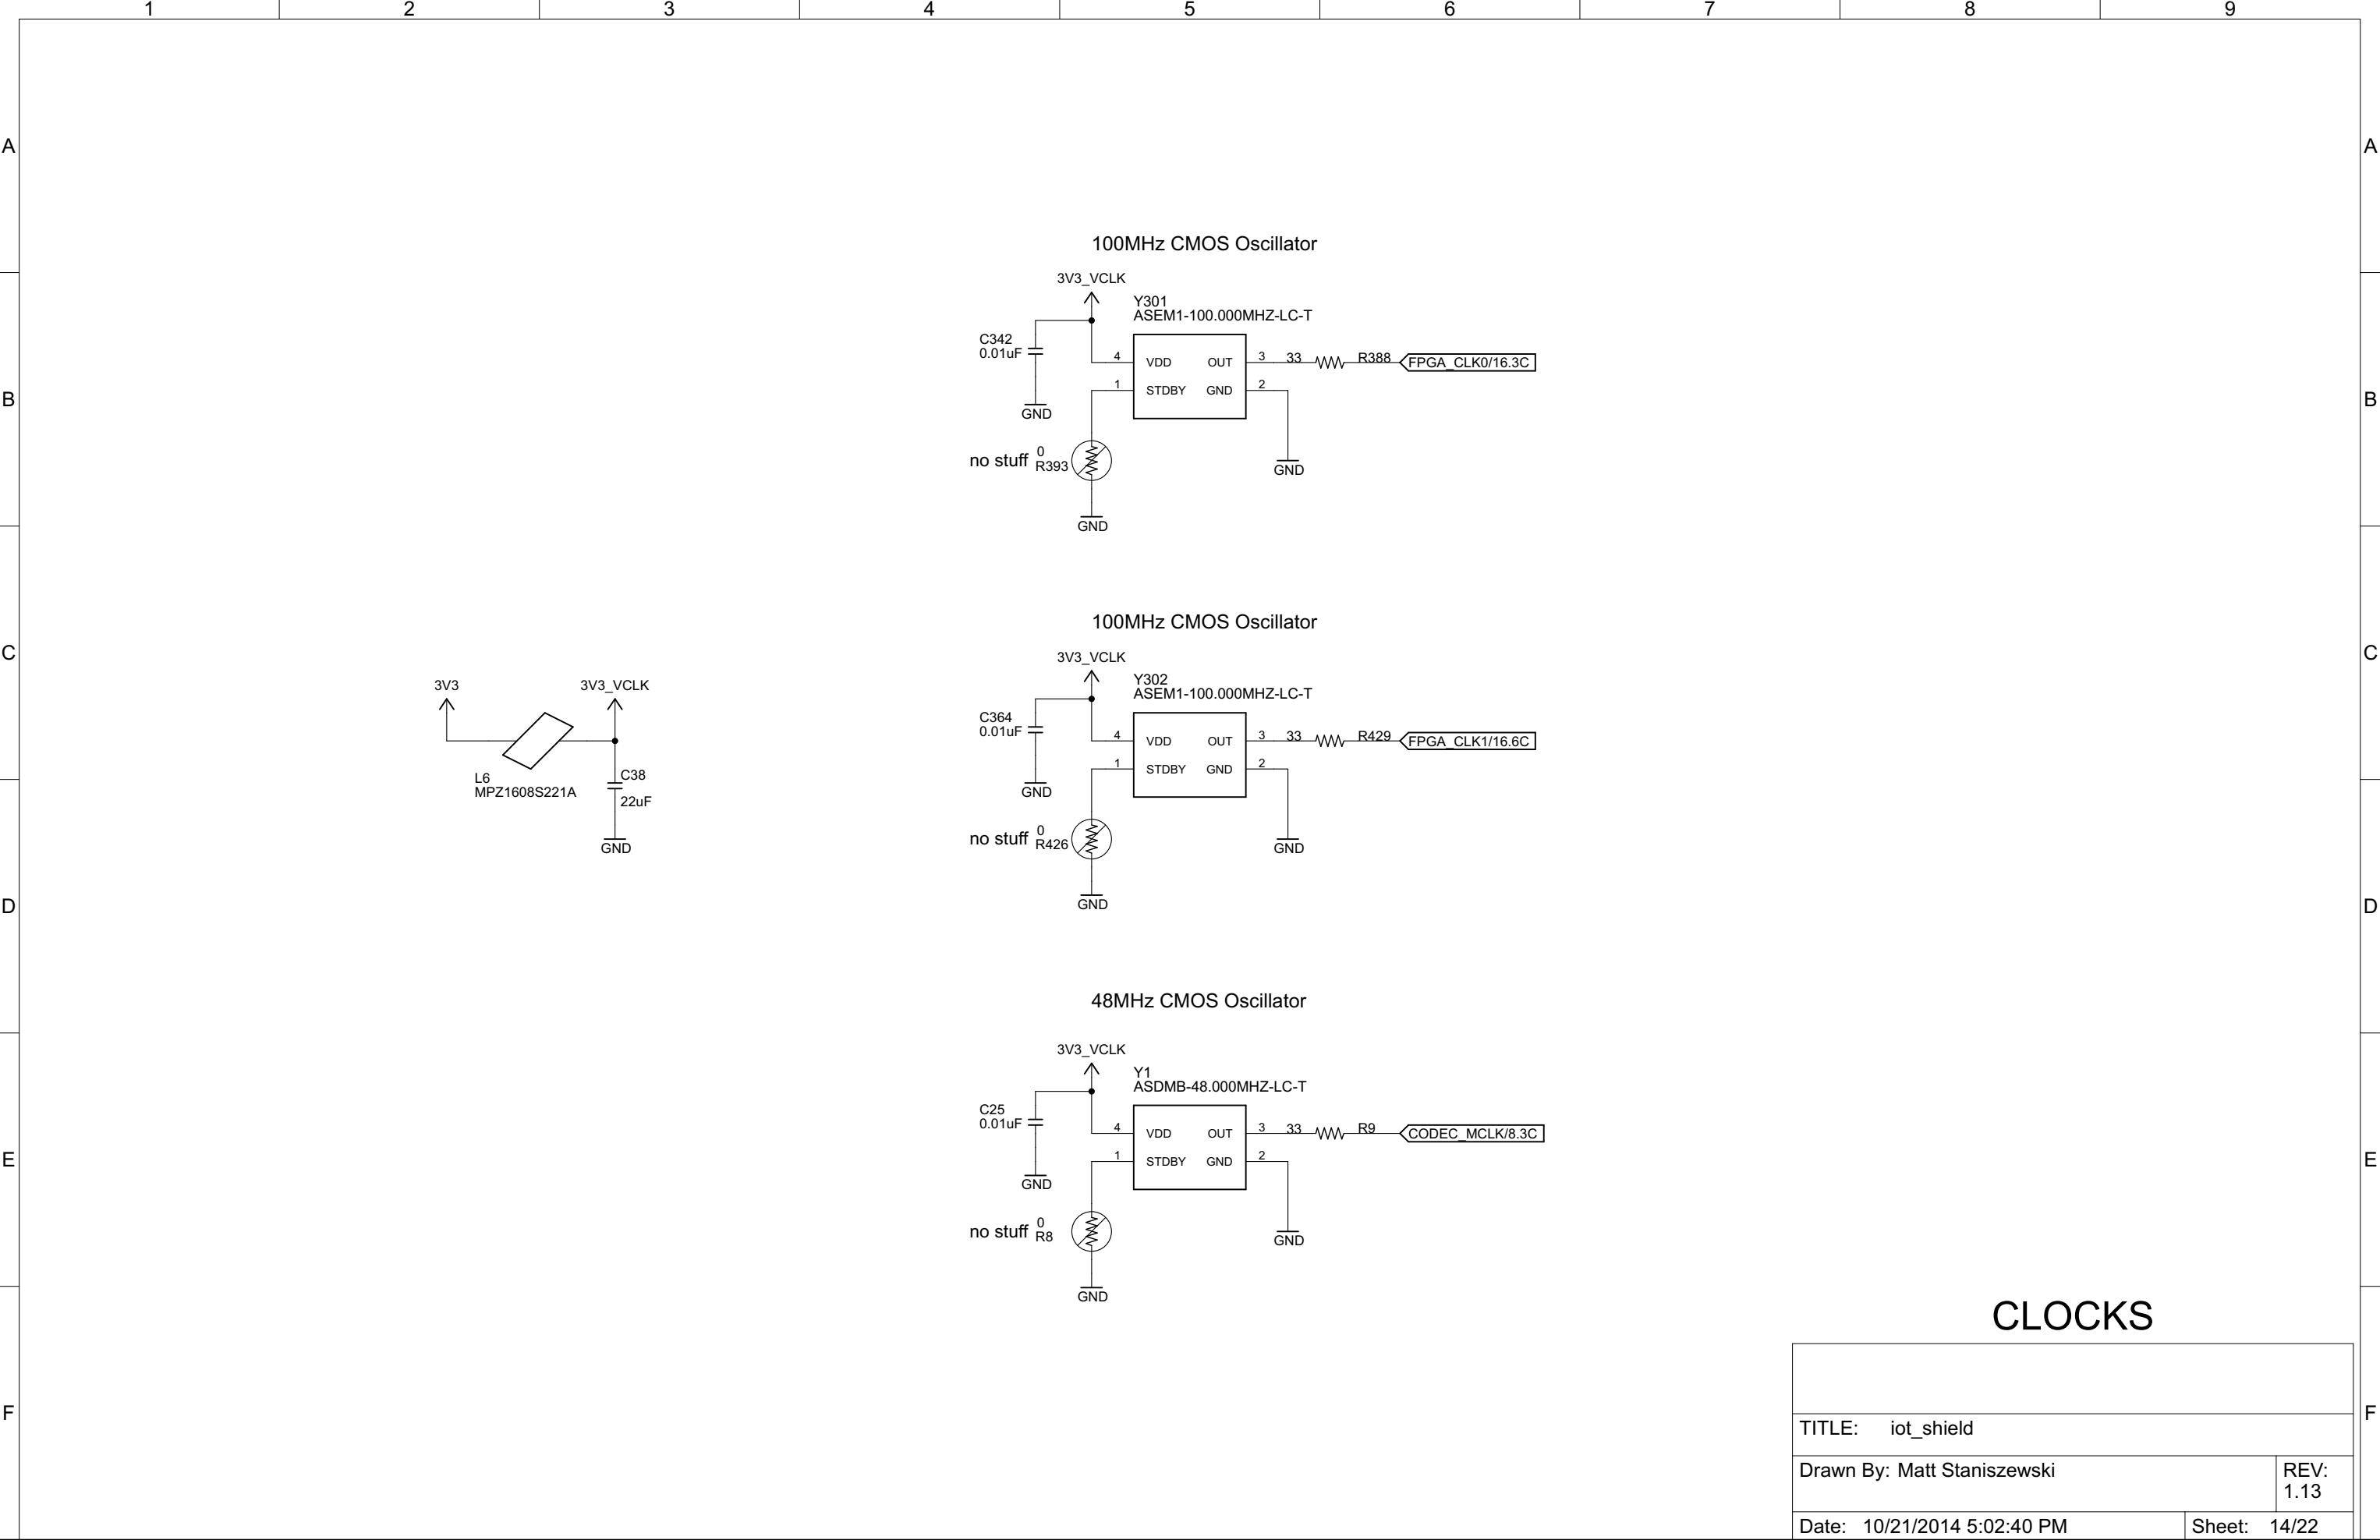 1 2 3 4 5 6 7 8 9
A A
100MHz CMOS Oscillator
3V3_VCLK
Y301
ASEM1-100.000MHZ-LC-T
C342
0.01uF
4 VDD OUT 3 33 R388 FPGA_CLK0/16.3C
1 STDBY GND 2
B B
GND
no stuff 0
R393
GND
GND
100MHz CMOS Oscillator
C C
3V3_VCLK
Y302
ASEM1-100.000MHZ-LC-T
3V3 3V3_VCLK
C364
0.01uF
4 VDD OUT 3 33 R429 FPGA_CLK1/16.6C
1 STDBY GND 2
L6
MPZ1608S221A
C38
22uF
GND
GND
no stuff 0
R426
GND
GND
D D
48MHz CMOS Oscillator
3V3_VCLK
Y1
ASDMB-48.000MHZ-LC-T
C25
0.01uF
4 VDD OUT 3 33 R9 CODEC_MCLK/8.3C
1 STDBY GND 2
E E
GND
no stuff 0
R8
GND
GND
CLOCKS
F F
TITLE: iot_shield
Drawn By: Matt Staniszewski
REV:
1.13
Date: 10/21/2014 5:02:40 PM
Sheet: 14/22